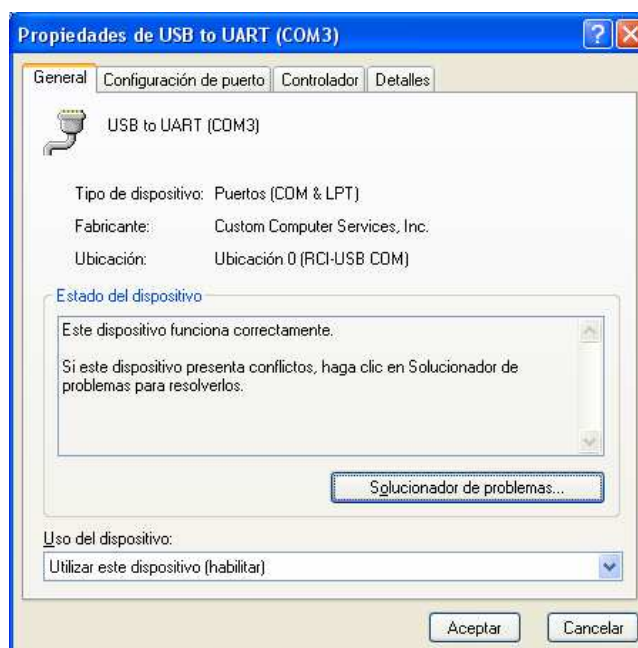 Propiedades de USB to UART (COM3)
General Configuración de puerto Controlador Detalles
USB to UART (COM3)
Tipo de dispositivo: Puertos (COM & LPT)
Fabricante: Custom Computer Services, Inc.
Ubicación: Ubicación 0 (RCI-USB COM)
Estado del dispositivo
Este dispositivo funciona correctamente.
Si este dispositivo presenta conflictos, haga clic en Solucionador de
problemas para resolverlos.
Solucionador de problemas...
Uso del dispositivo:
Utilizar este dispositivo (habilitar)
Aceptar Cancelar